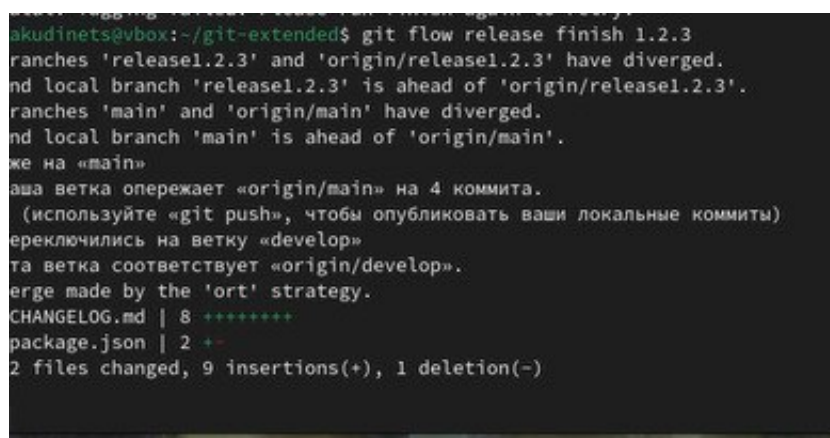 akudinets@vbox:~/git-extended$ git flow release finish 1.2.3
ranches 'release1.2.3' and 'origin/release1.2.3' have diverged.
nd local branch 'release1.2.3' is ahead of 'origin/release1.2.3'.
ranches 'main' and 'origin/main' have diverged.
nd local branch 'main' is ahead of 'origin/main'.
же на «main»
аша ветка опережает «origin/main» на 4 коммита.
(используйте «git push», чтобы опубликовать ваши локальные коммиты)
ереключились на ветку «develop»
та ветка соответствует «origin/develop».
erge made by the 'ort' strategy.
CHANGELOG.md | 8 ++++++++
package.json | 2 +-
2 files changed, 9 insertions(+), 1 deletion(-)